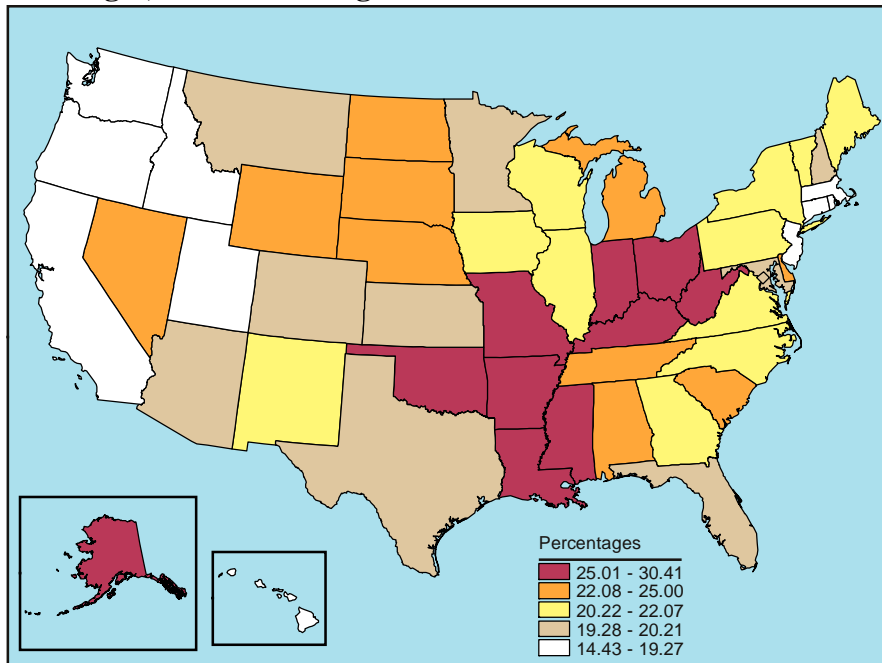 Percentages
25.01 - 30.41
22.08 - 25.00
20.22 - 22.07
19.28 - 20.21
14.43 - 19.27